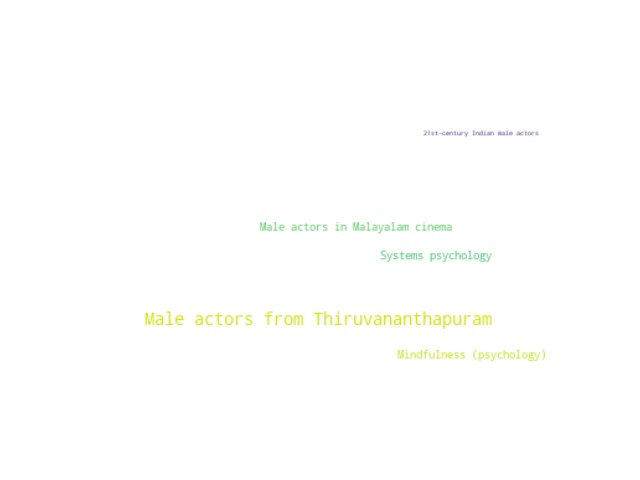 21st-century Indian male actors
Male actors in Malayalam cinema
Systems psychology
Male actors from Thiruvananthapuram
Mindfulness (psychology)